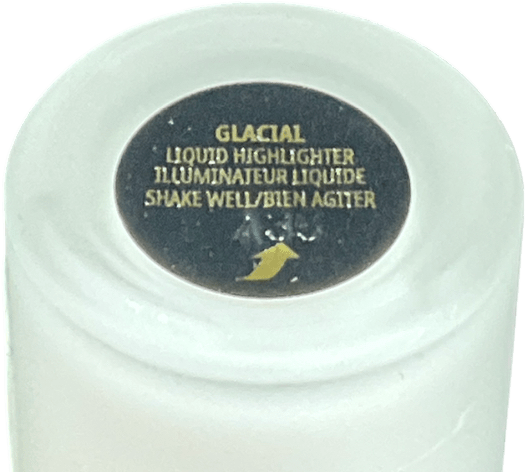 GLACIAL
LIQUID HIGHLIGHTER
ILLUMINATEUR LIQUIDE
SHAKE WELL/BIEN AGITER